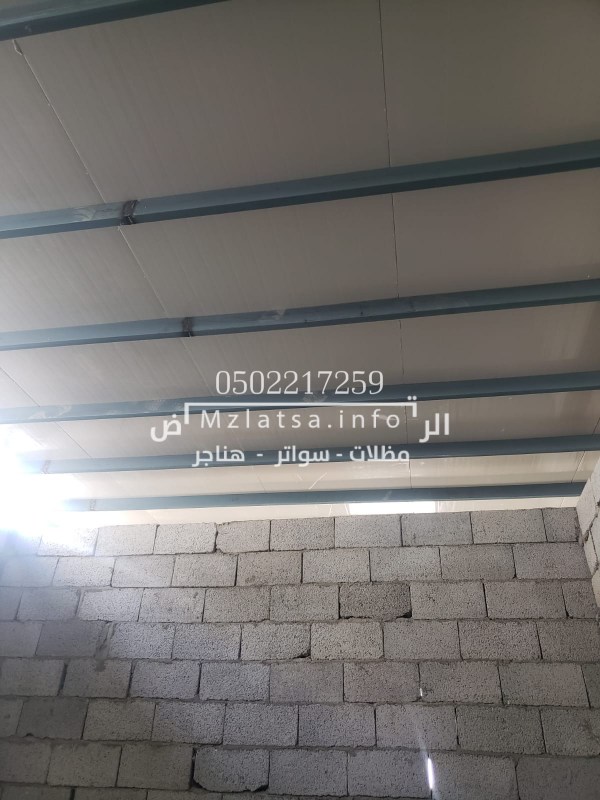 0502217259
الرياض
Mzlatsa.info
مظلات - سواتر - هناجر